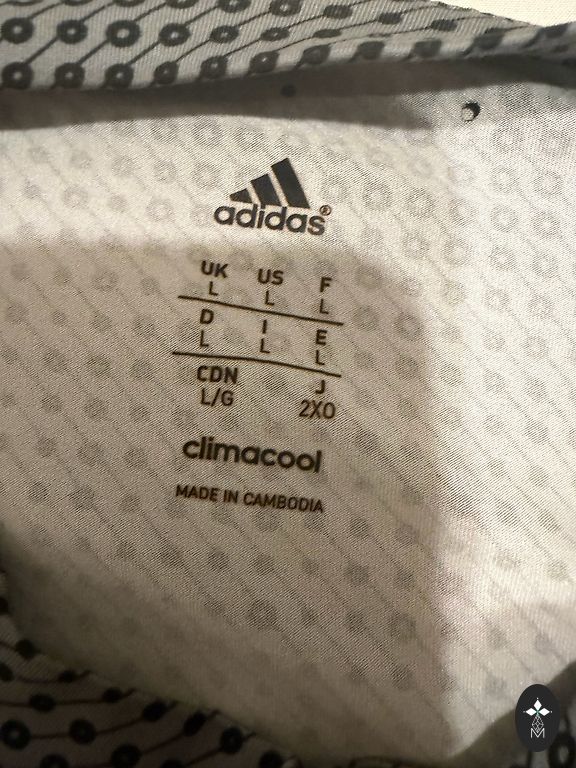 adidas®
UK US F
L L L
D I E
L L L
CDN J
L/G 2XO
climacool
MADE IN CAMBODIA
M